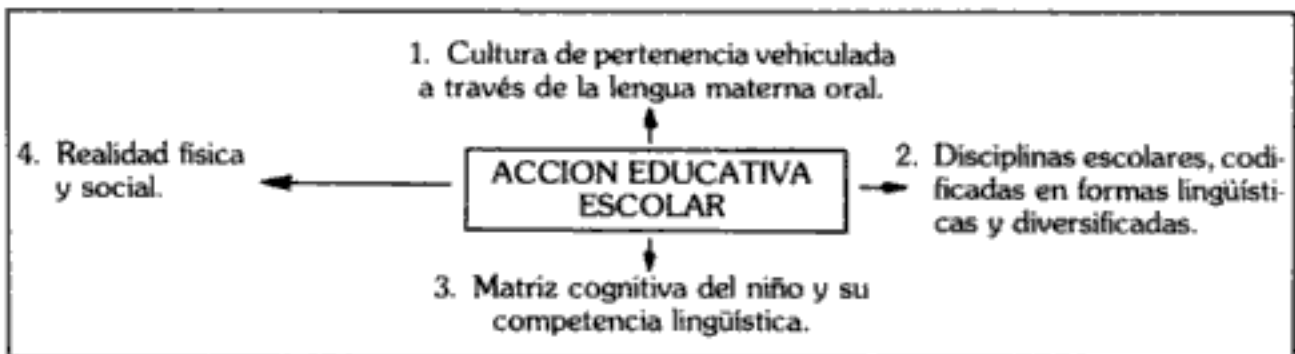 1. Cultura de pertenencia vehiculada
a través de la lengua materna oral.
4. Realidad física
y social.
ACCION EDUCATIVA
ESCOLAR
2. Disciplinas escolares, codi-
ficadas en formas lingüísti-
cas y diversificadas.
3. Matriz cognitiva del niño y su
competencia lingüística.